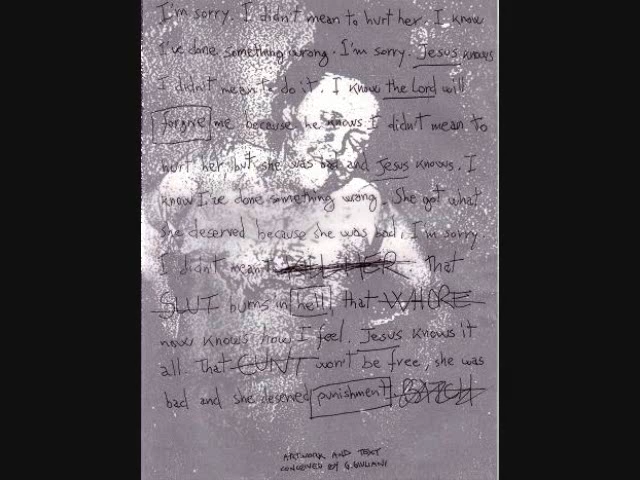 I'm sorry. I didn't mean to hurt her. I know
I've done something wrong. I'm sorry. Jesus knows
I didn't mean to do it. I know the Lord will
forgive me because he knows I didn't mean to
hurt her, but she was bad and Jesus knows. I
know I've done something wrong. She got what
she deserved because she was bad. I'm sorry
I didn't mean t KILL HER That
SLUT burns in hell, that WHORE
now knows how I feel. Jesus knows it
all. That CUNT won't be free, she was
bad and she deserved punishment. BITCH
ARTWORK AND TEXT
CONCEIVED BY G. GIULIANI